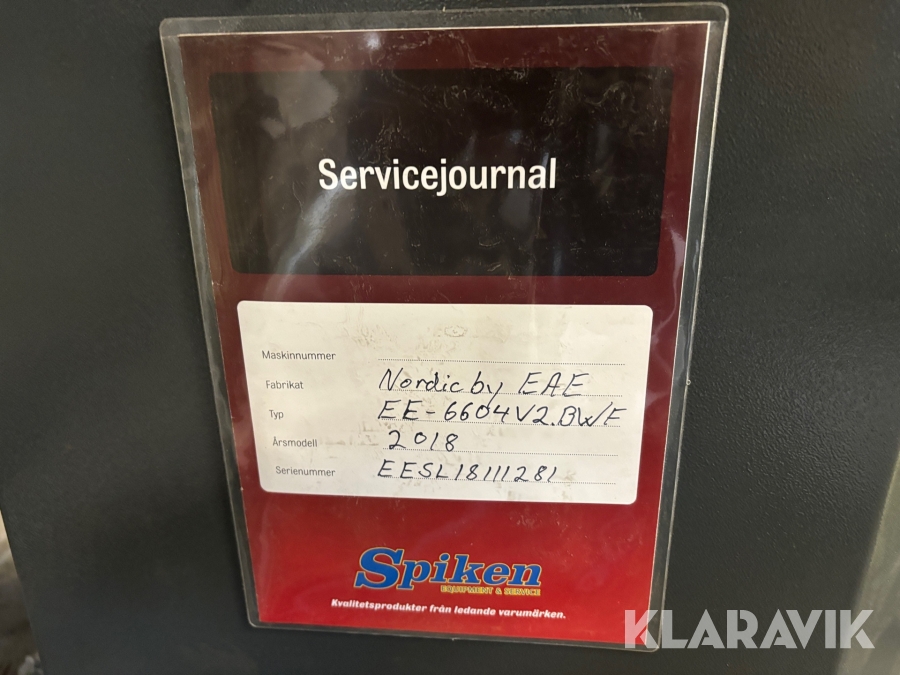 Servicejournal
Maskinnummer
Fabrikat Nordic by EAE
Typ EE-6604V2.BWF
Årsmodell 2018
Serienummer EESL18111281
Spiken
EQUIPMENT & SERVICE
Kvalitetsprodukter från ledande varumärken.
KLARAVIK